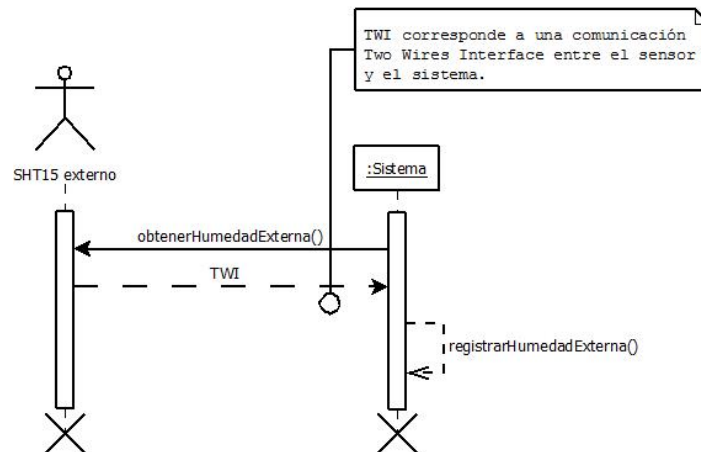 TWI corresponde a una comunicación
Two Wires Interface entre el sensor
y el sistema.
SHT15 externo
:Sistema
obtenerHumedadExterna()
TWI
registrarHumedadExterna()